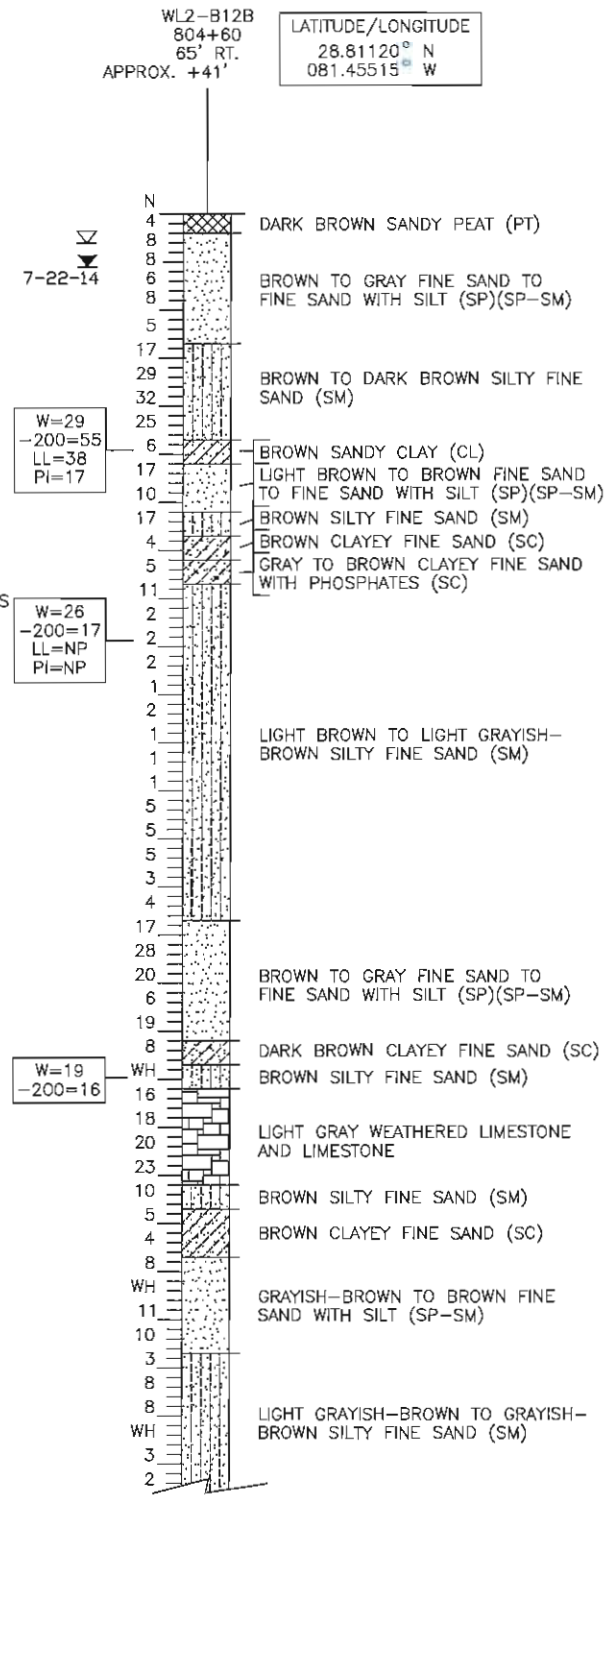 WL2-B12B
804+60
65' RT.
APPROX. +41'
LATITUDE/LONGITUDE
28.81120° N
081.45515° W
N
4
DARK BROWN SANDY PEAT (PT)
8
8
7-22-14
6
8
5
BROWN TO GRAY FINE SAND TO
FINE SAND WITH SILT (SP)(SP-SM)
17
29
32
25
BROWN TO DARK BROWN SILTY FINE
SAND (SM)
W=29
-200=55
LL=38
PI=17
6
BROWN SANDY CLAY (CL)
17
10
LIGHT BROWN TO BROWN FINE SAND
TO FINE SAND WITH SILT (SP)(SP-SM)
17
BROWN SILTY FINE SAND (SM)
4
BROWN CLAYEY FINE SAND (SC)
5
GRAY TO BROWN CLAYEY FINE SAND
WITH PHOSPHATES (SC)
11
S
W=26
-200=17
LL=NP
PI=NP
2
2
2
1
2
1
1
1
5
5
5
3
4
LIGHT BROWN TO LIGHT GRAYISH-
BROWN SILTY FINE SAND (SM)
17
28
20
6
19
BROWN TO GRAY FINE SAND TO
FINE SAND WITH SILT (SP)(SP-SM)
8
DARK BROWN CLAYEY FINE SAND (SC)
W=19
-200=16
WH
BROWN SILTY FINE SAND (SM)
16
18
20
23
LIGHT GRAY WEATHERED LIMESTONE
AND LIMESTONE
10
BROWN SILTY FINE SAND (SM)
5
4
BROWN CLAYEY FINE SAND (SC)
8
WH
11
10
GRAYISH-BROWN TO BROWN FINE
SAND WITH SILT (SP-SM)
3
8
8
WH
3
2
LIGHT GRAYISH-BROWN TO GRAYISH-
BROWN SILTY FINE SAND (SM)